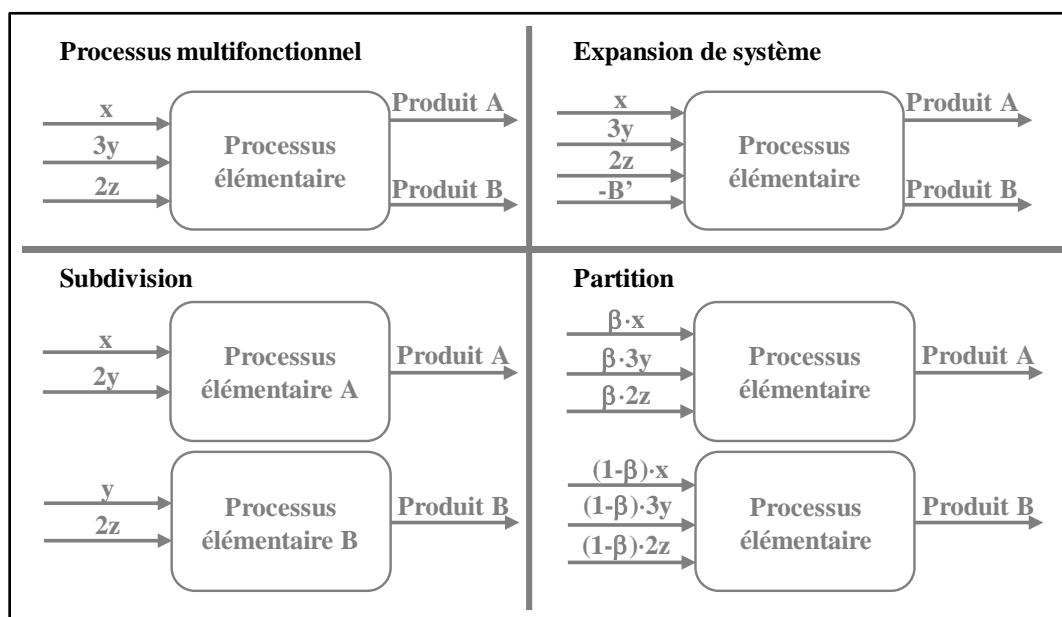 Processus multifonctionnel
x
3y
2z
Processus
élémentaire
Produit A
Produit B
Expansion de système
x
3y
2z
-B’
Processus
élémentaire
Produit A
Produit B
Subdivision
x
2y
Processus
élémentaire A
Produit A
y
2z
Processus
élémentaire B
Produit B
Partition
β·x
β·3y
β·2z
Processus
élémentaire
Produit A
(1-β)·x
(1-β)·3y
(1-β)·2z
Processus
élémentaire
Produit B